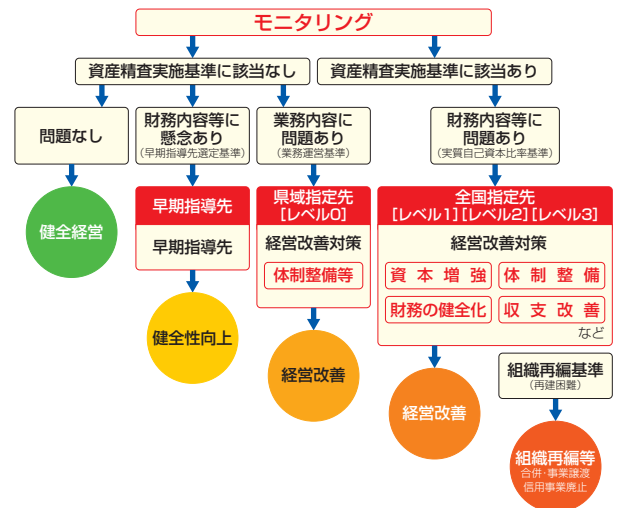 モニタリング
資産精査実施基準に該当なし
資産精査実施基準に該当あり
問題なし
財務内容等に
懸念あり
(早期指導先選定基準)
業務内容に
問題あり
(業務運営基準)
財務内容等に
問題あり
(実質自己資本比率基準)
健全経営
早期指導先
早期指導先
健全性向上
県域指定先
[レベル0]
経営改善対策
体制整備等
経営改善
全国指定先
[レベル1][レベル2][レベル3]
経営改善対策
資本増強
体制整備
財務の健全化
収支改善
など
経営改善
組織再編基準
(再建困難)
組織再編等
合併・事業譲渡
信用事業廃止